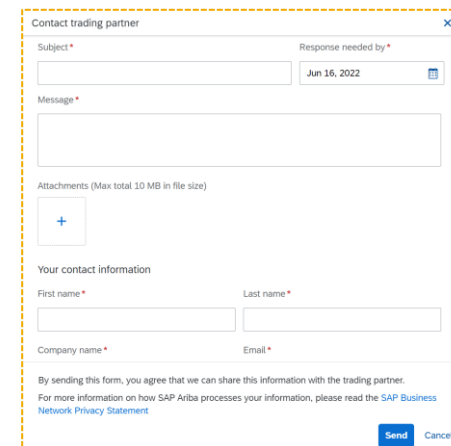 Contact trading partner
Subject* Response needed by*
Jun 16, 2022
Message*
Attachments (Max total 10 MB in file size)
+
Your contact information
First name* Last name*
Company name* Email*
By sending this form, you agree that we can share this information with the trading partner.
For more information on how SAP Ariba processes your information, please read the SAP Business
Network Privacy Statement
Send Cancel